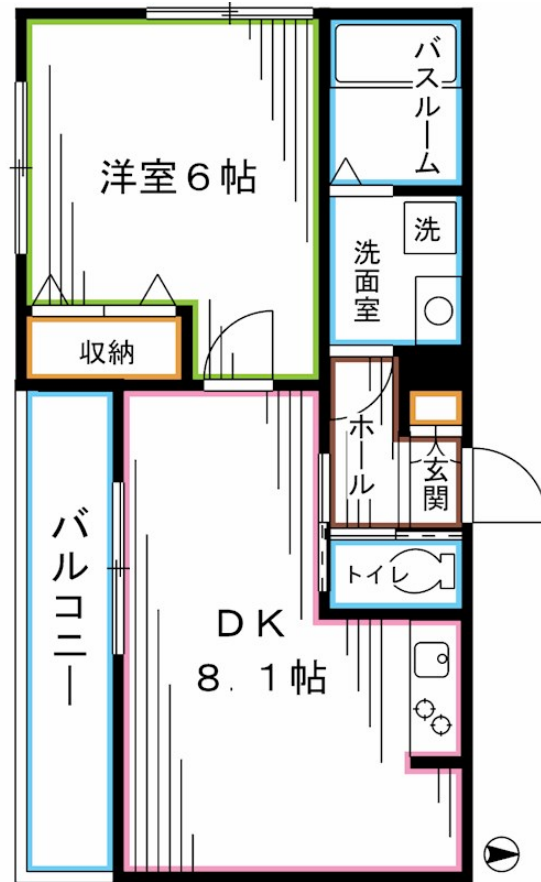 洋室6帖
バスルーム
洗
洗面室
収納
ホール
玄関
トイレ
バルコニー
DK
8.1帖